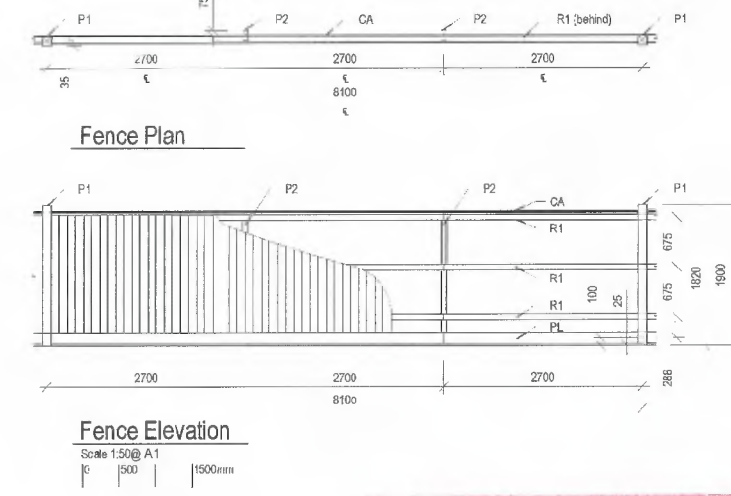 P1 P2 CA P2 R1 (behind) P1
2700 2700 2700
35 ℄ ℄ ℄
8100
℄
Fence Plan
P1 P2 P2 CA P1
R1
675
R1
675
1820
1900
R1
100
25
PL
288
2700 2700 2700
8100
Fence Elevation
Scale 1:50@ A1
0 500 1500mm